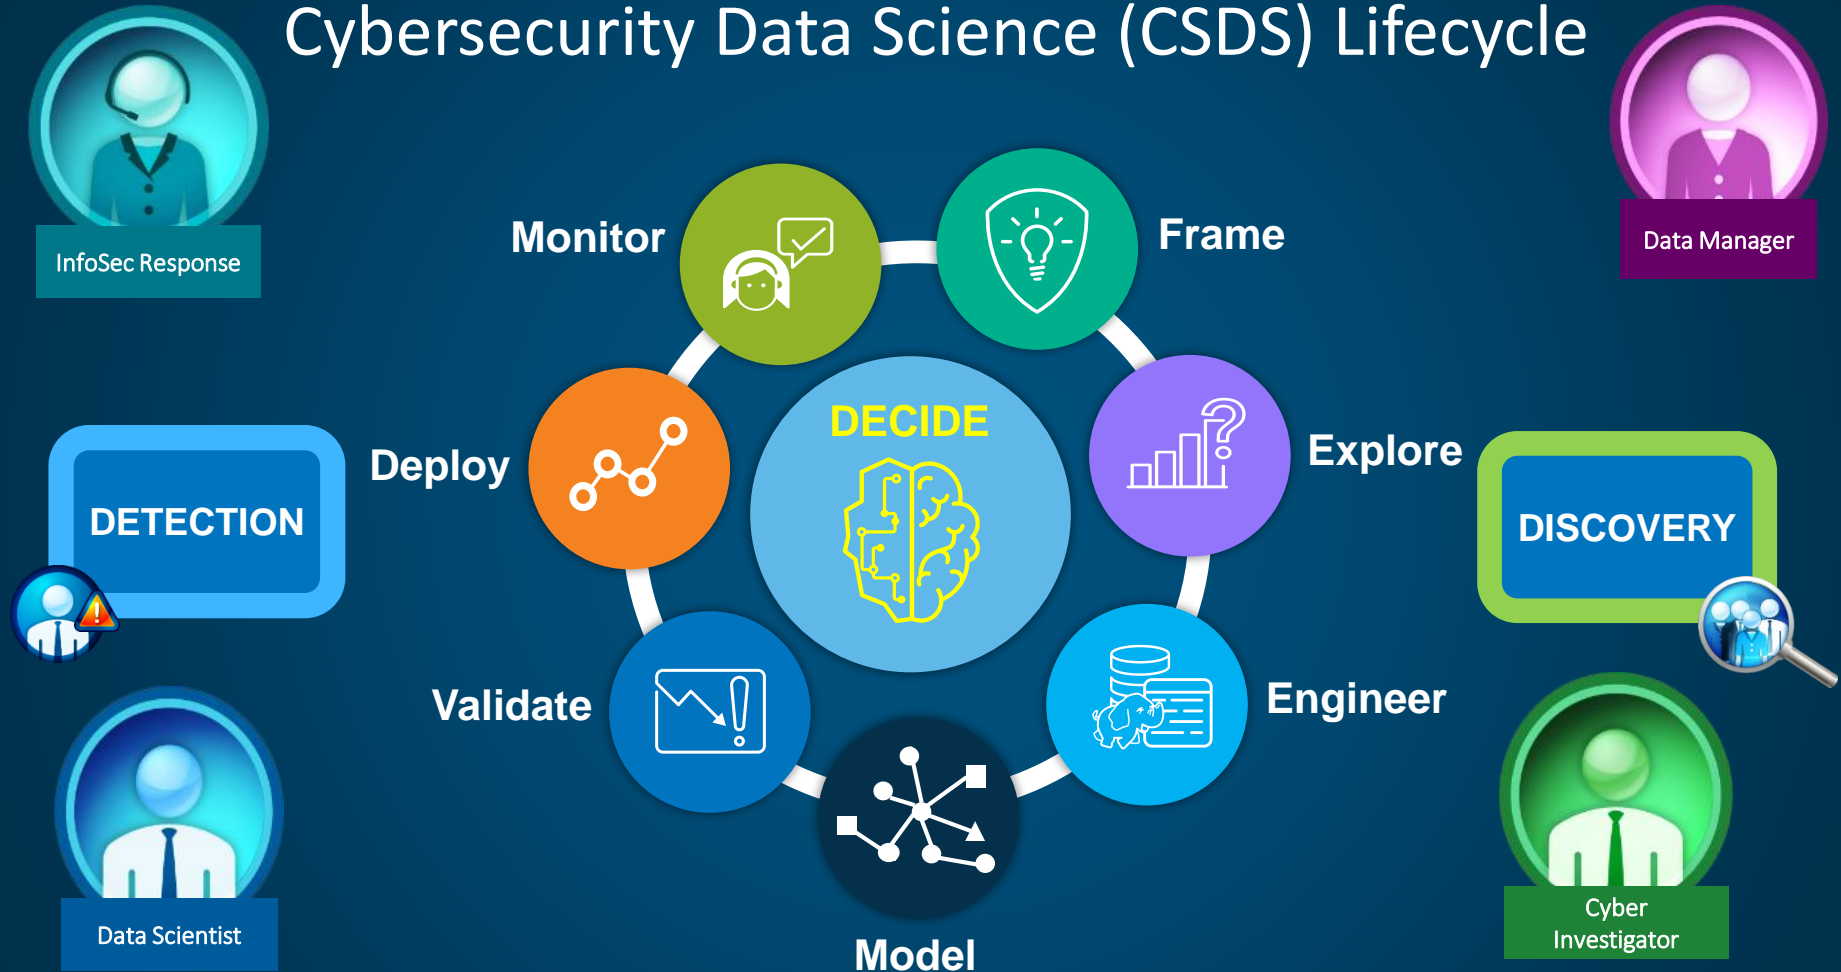 Cybersecurity Data Science (CSDS) Lifecycle
InfoSec Response
Data Manager
Monitor
Frame
Deploy
DECIDE
Explore
DETECTION
DISCOVERY
Validate
Engineer
Data Scientist
Model
Cyber
Investigator